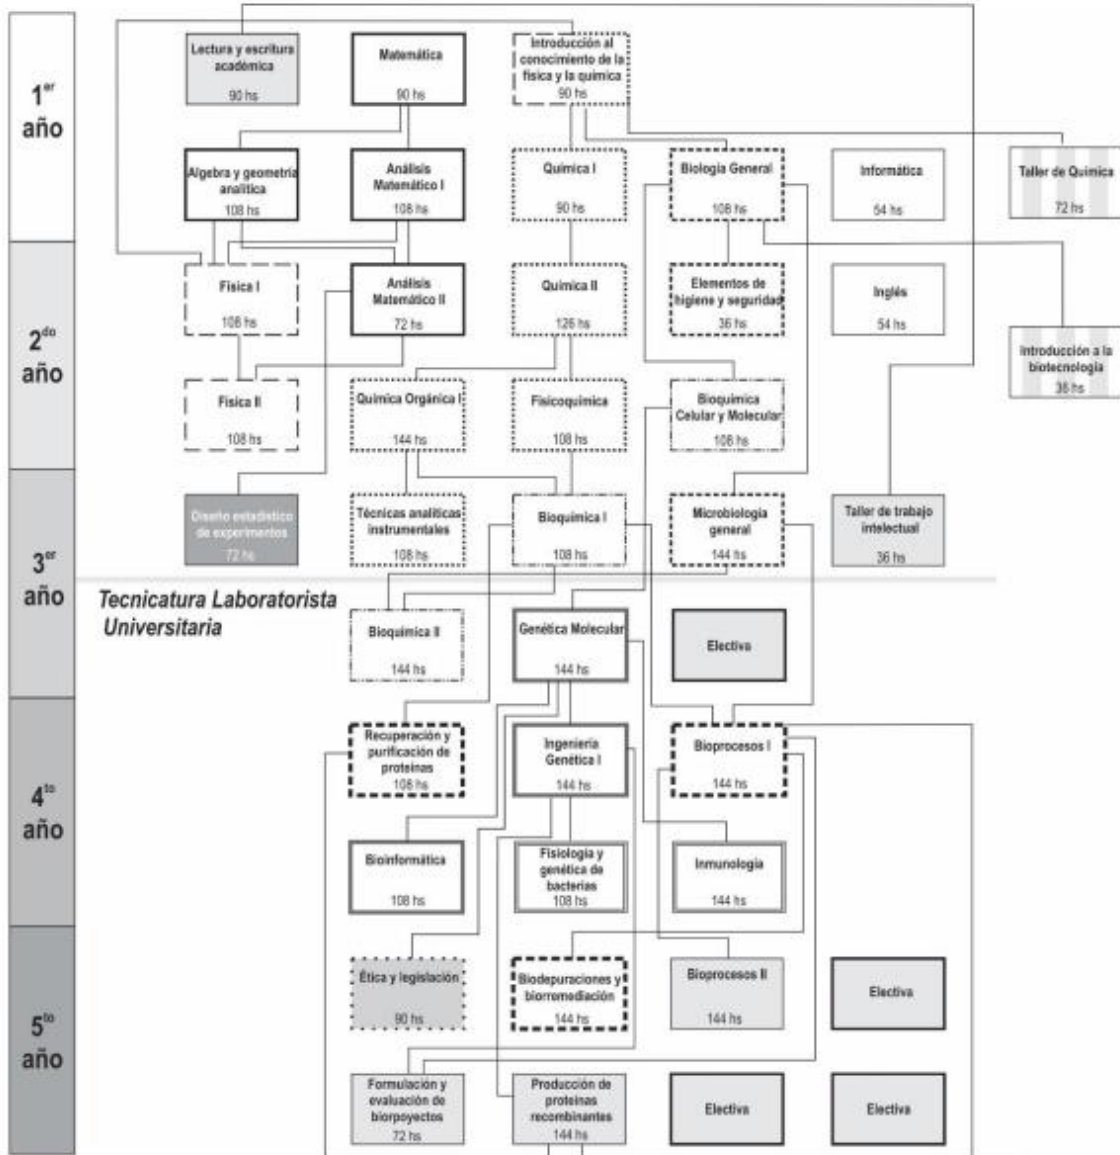 1er
año
Lectura y escritura
académica
90 hs
Matemática
90 hs
Introducción al
conocimiento de la
física y la química
90 hs
Algebra y geometría
analítica
108 hs
Análisis
Matemático I
108 hs
Química I
90 hs
Biología General
108 hs
Informática
54 hs
Taller de Química
72 hs
2do
año
Física I
108 hs
Análisis
Matemático II
72 hs
Química II
126 hs
Elementos de
higiene y seguridad
36 hs
Inglés
54 hs
Introducción a la
biotecnología
36 hs
Física II
108 hs
Química Orgánica I
144 hs
Fisicoquímica
108 hs
Bioquímica
Celular y Molecular
108 hs
3er
año
Diseño estadístico
de experimentos
72 hs
Técnicas analíticas
instrumentales
108 hs
Bioquímica I
108 hs
Microbiología
general
144 hs
Taller de trabajo
intelectual
36 hs
Tecnicatura Laboratorista
Universitaria
Bioquímica II
144 hs
Genética Molecular
144 hs
Electiva
4to
año
Recuperación y
purificación de
proteínas
108 hs
Ingeniería
Genética I
144 hs
Bioprocesos I
144 hs
Bioinformática
108 hs
Fisiología y
genética de
bacterias
108 hs
Inmunología
144 hs
5to
año
Ética y legislación
90 hs
Biodepuraciones y
biorremediación
144 hs
Bioprocesos II
144 hs
Electiva
Formulación y
evaluación de
biorpoyectos
72 hs
Producción de
proteínas
recombinantes
144 hs
Electiva
Electiva